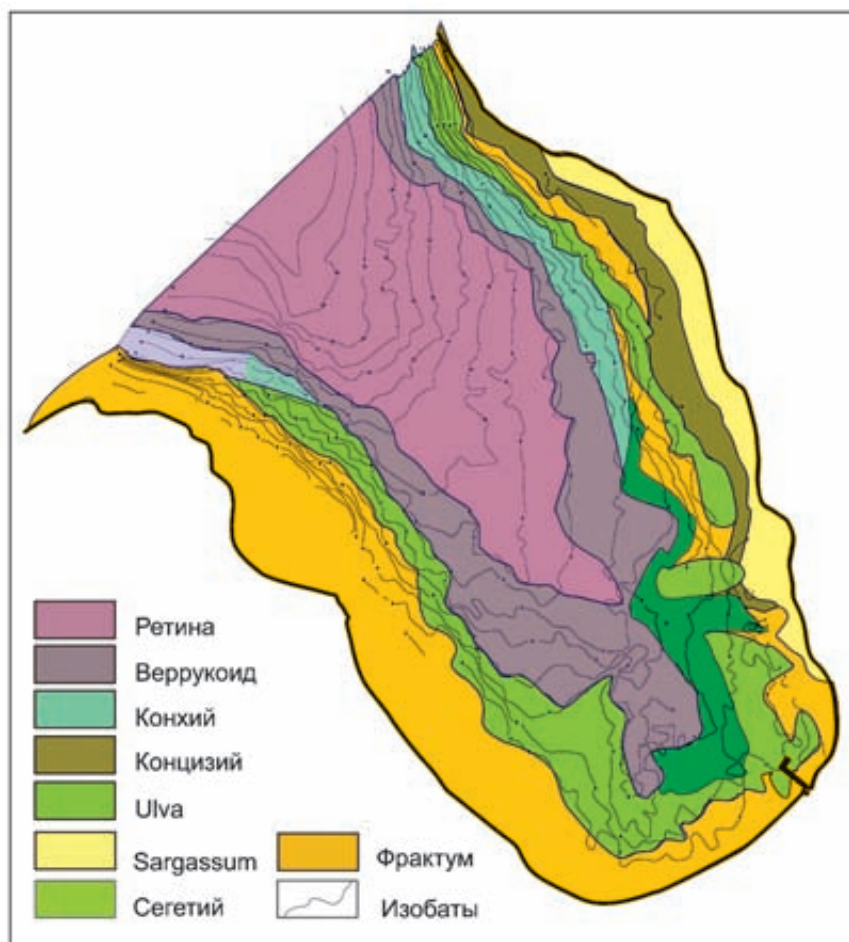 Ретина
Веррукоид
Конхий
Концизий
Ulva
Sargassum
Сегетий
Фрактум
Изобаты